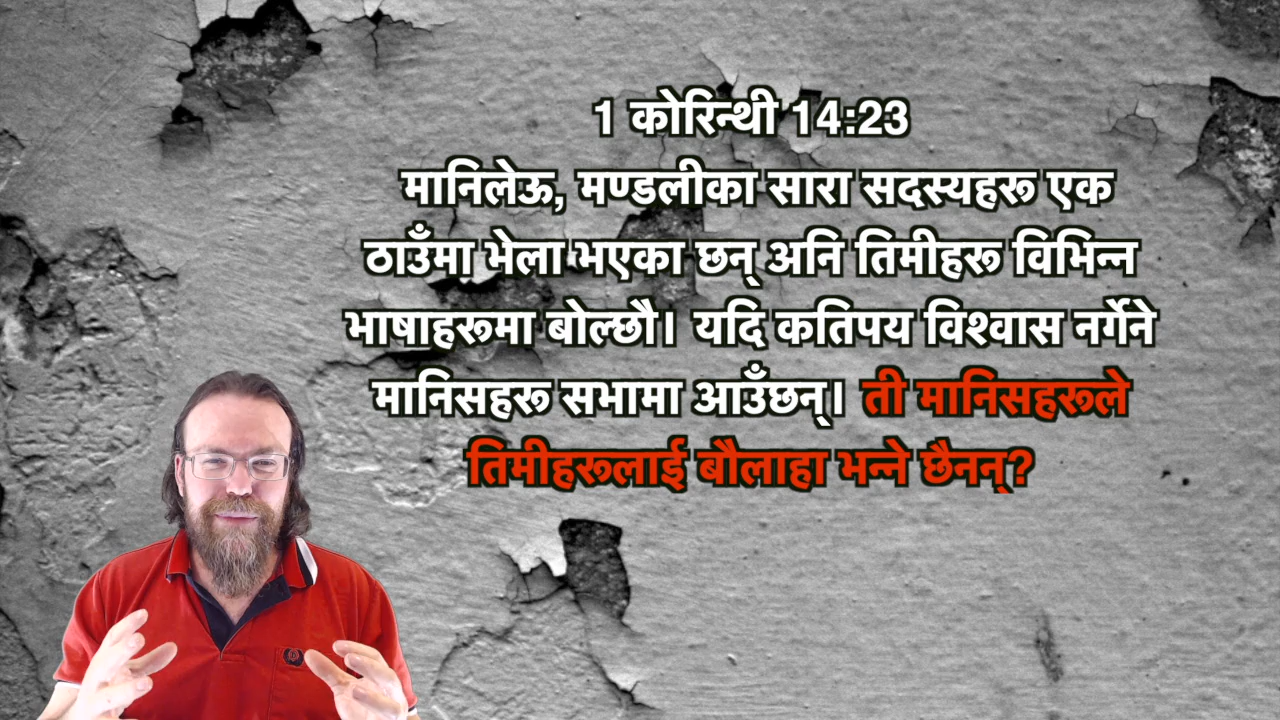 1 कोरिन्थी 14:23
मानिलेऊ, मण्डलीका सारा सदस्यहरू एक
ठाउँमा भेला भएका छन् अनि तिमीहरू विभिन्न
भाषाहरूमा बोल्छौ। यदि कतिपय विश्वास नर्गेने
मानिसहरू सभामा आउँछन्। ती मानिसहरूले
तिमीहरूलाई बौलाहा भन्ने छैनन्?